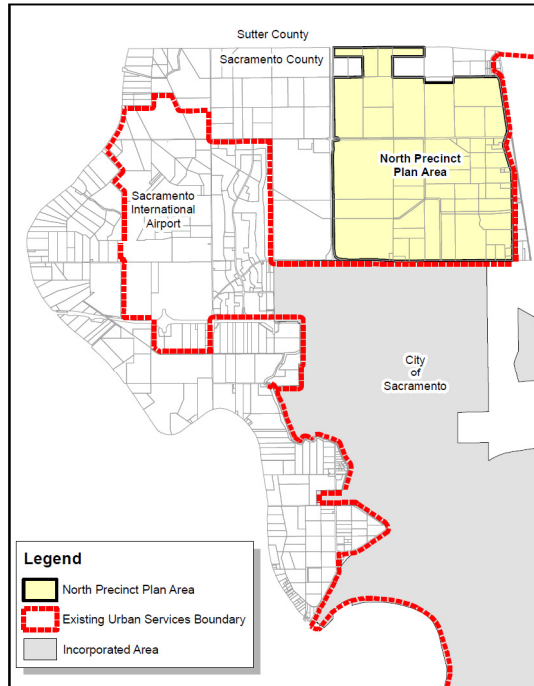 Sutter County
Sacramento County
North Precinct
Plan Area
Sacramento
International
Airport
City
of
Sacramento
Legend
North Precinct Plan Area
Existing Urban Services Boundary
Incorporated Area